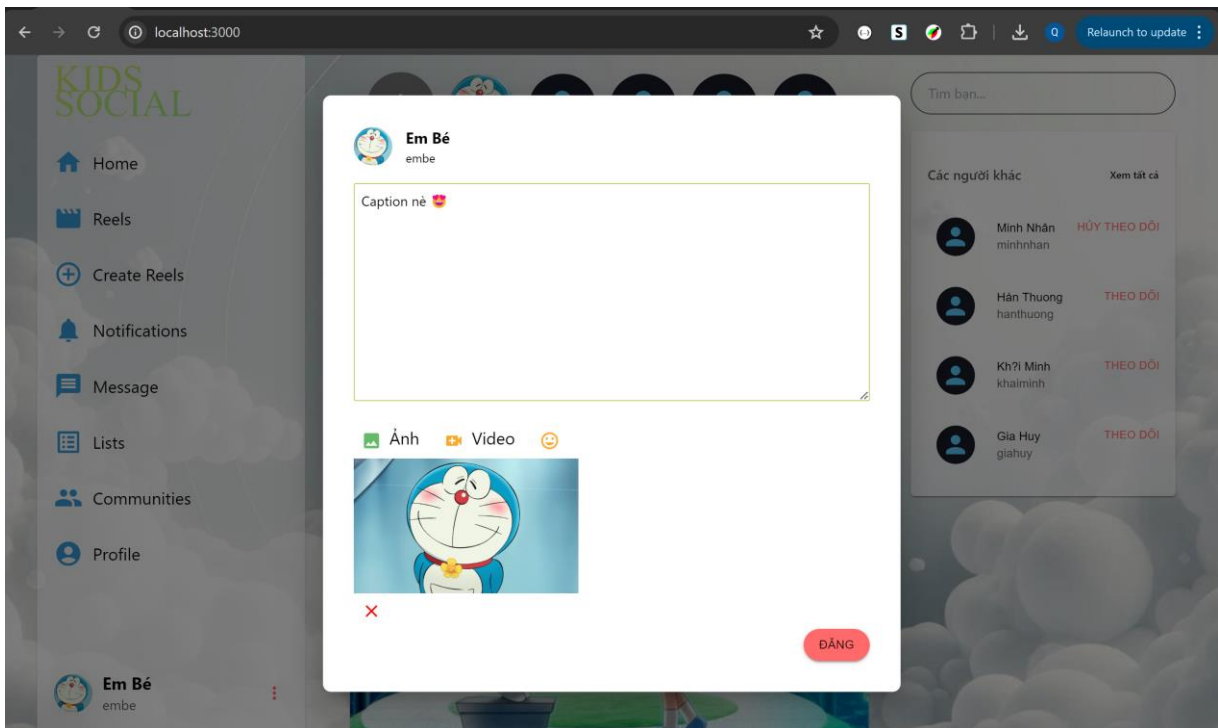 localhost:3000
Relaunch to update
KIDS
SOCIAL
Home
Reels
Create Reels
Notifications
Message
Lists
Communities
Profile
Em Bé
embe
Em Bé
embe
Caption nè 😍
Ảnh
Video
ĐĂNG
Tìm bạn...
Các người khác
Xem tất cả
Minh Nhân
HỦY THEO DÕI
minhnhan
Hân Thuong
THEO DÕI
hanthuong
Kh?i Minh
THEO DÕI
khaiminh
Gia Huy
THEO DÕI
giahuy